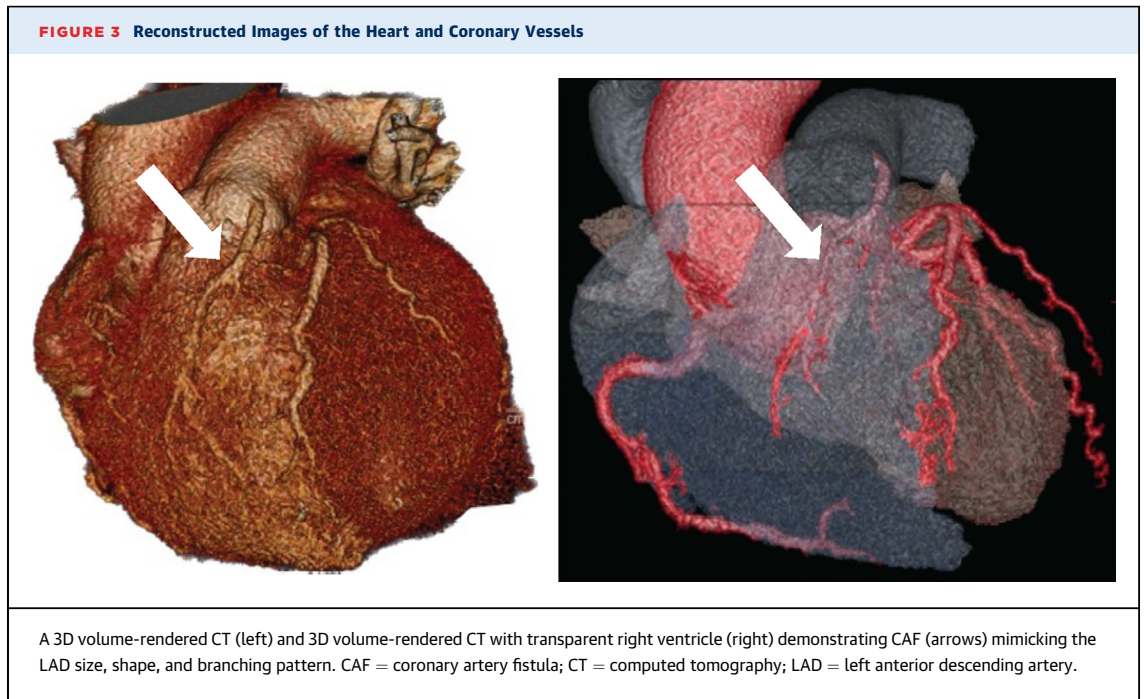 FIGURE 3 Reconstructed Images of the Heart and Coronary Vessels
A 3D volume-rendered CT (left) and 3D volume-rendered CT with transparent right ventricle (right) demonstrating CAF (arrows) mimicking the
LAD size, shape, and branching pattern. CAF = coronary artery fistula; CT = computed tomography; LAD = left anterior descending artery.